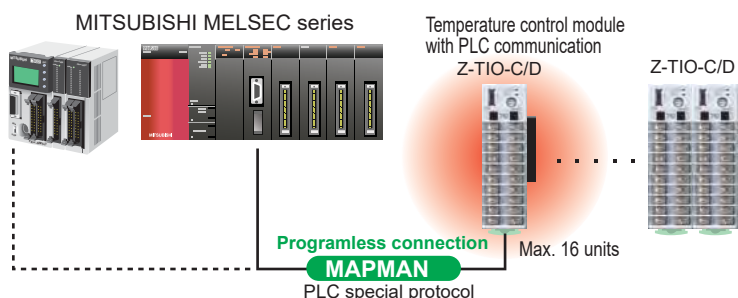 MITSUBISHI MELSEC series
Temperature control module
with PLC communication
Z-TIO-C/D
Z-TIO-C/D
MITSUBISHI
Programless connection
MAPMAN
PLC special protocol
Max. 16 units